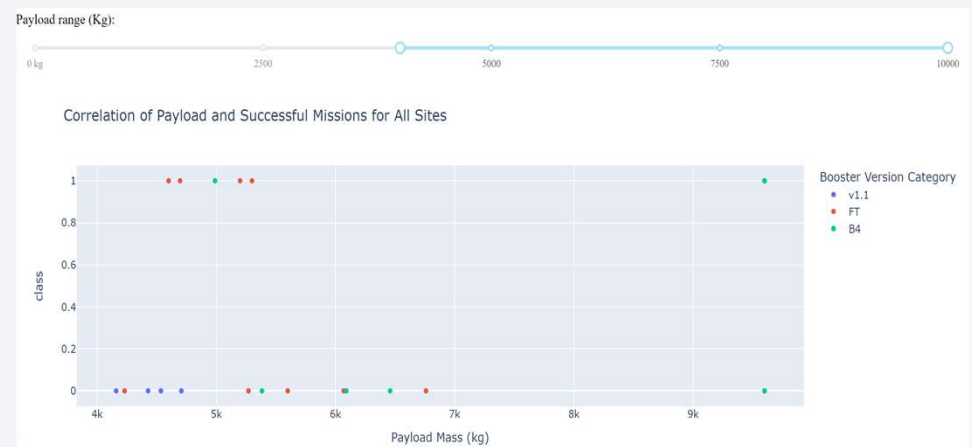 Payload range (Kg):
0 kg 2500 5000 7500 10000
Correlation of Payload and Successful Missions for All Sites
Booster Version Category
v1.1
FT
B4
1
0.8
0.6
0.4
0.2
0
class
4k 5k 6k 7k 8k 9k
Payload Mass (kg)